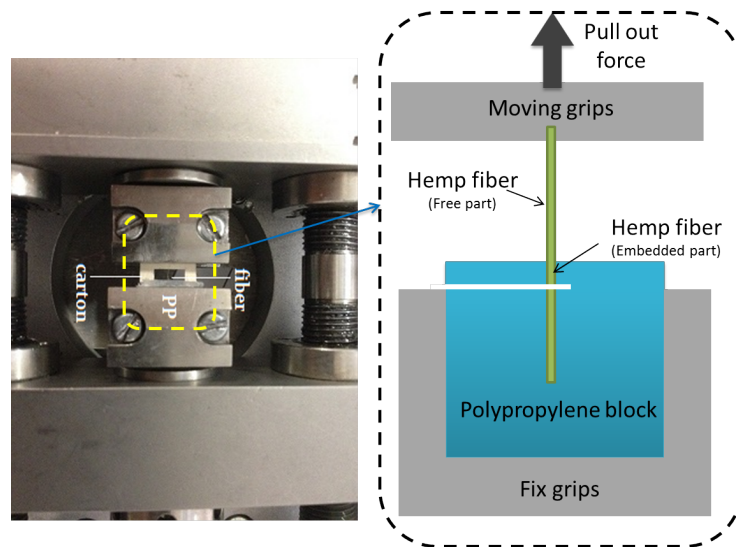 carton
PP
fiber
Pull out
force
Moving grips
Hemp fiber
(Free part)
Hemp fiber
(Embedded part)
Polypropylene block
Fix grips